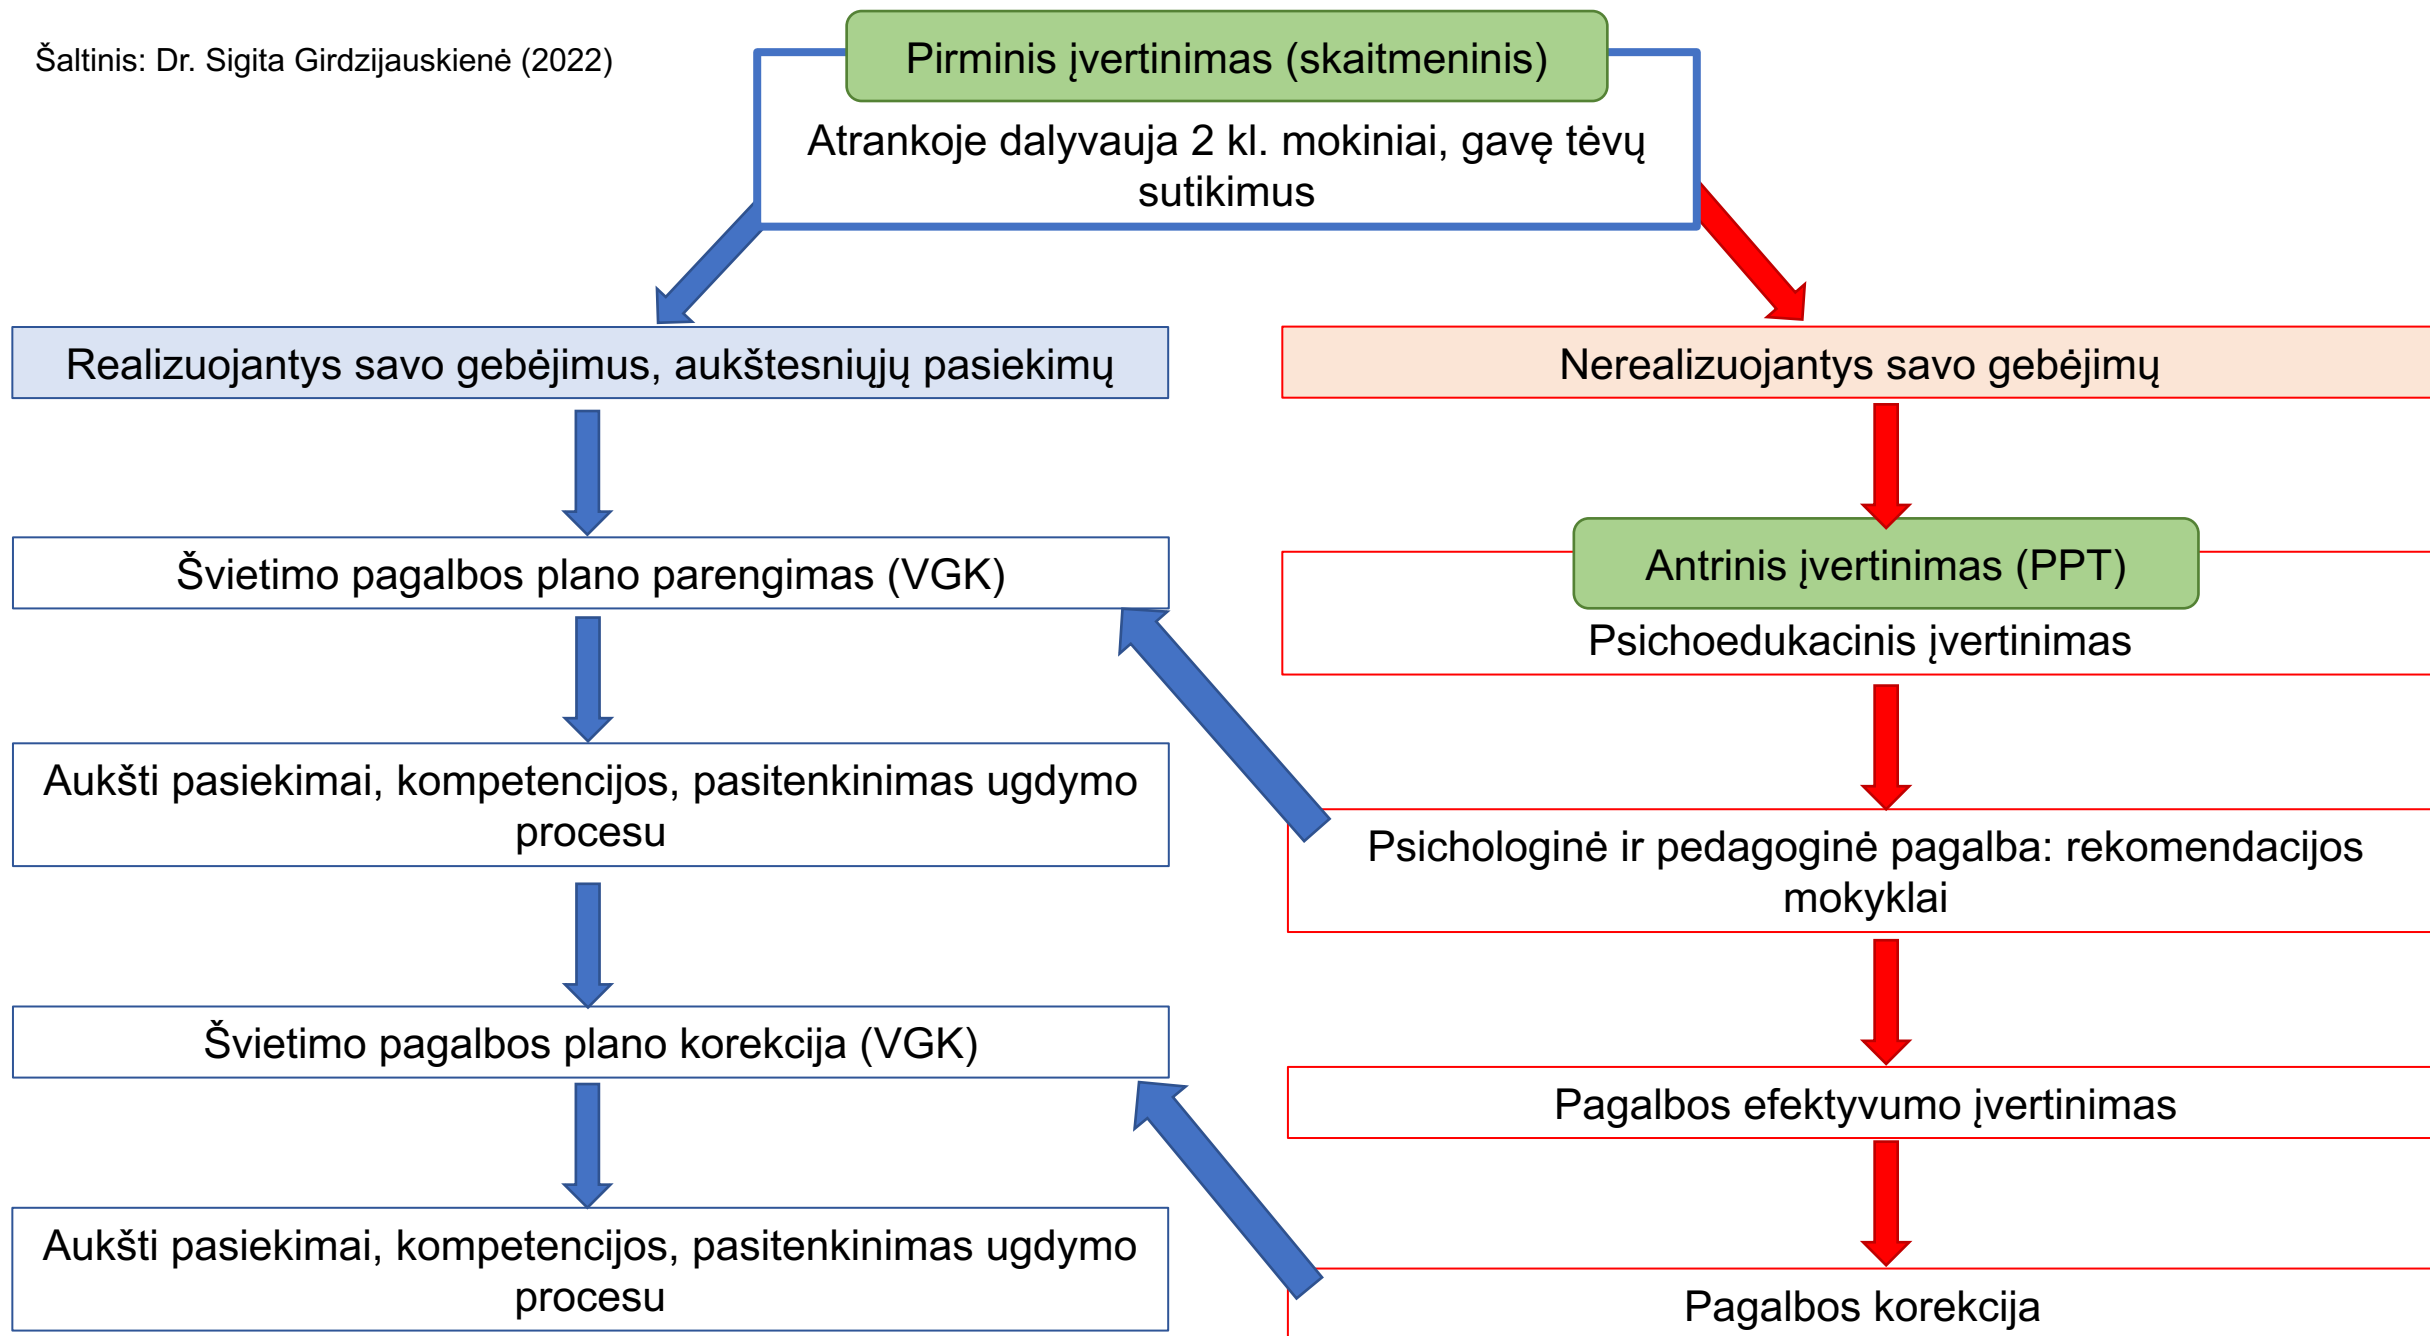 Šaltinis: Dr. Sigita Girdzijauskienė (2022)
Pirminis įvertinimas (skaitmeninis)
Atrankoje dalyvauja 2 kl. mokiniai, gavę tėvų
sutikimus
Realizuojantys savo gebėjimus, aukštesniųjų pasiekimų
Švietimo pagalbos plano parengimas (VGK)
Aukšti pasiekimai, kompetencijos, pasitenkinimas ugdymo
procesu
Švietimo pagalbos plano korekcija (VGK)
Aukšti pasiekimai, kompetencijos, pasitenkinimas ugdymo
procesu
Nerealizuojantys savo gebėjimų
Antrinis įvertinimas (PPT)
Psichoedukacinis įvertinimas
Psichologinė ir pedagoginė pagalba: rekomendacijos
mokyklai
Pagalbos efektyvumo įvertinimas
Pagalbos korekcija